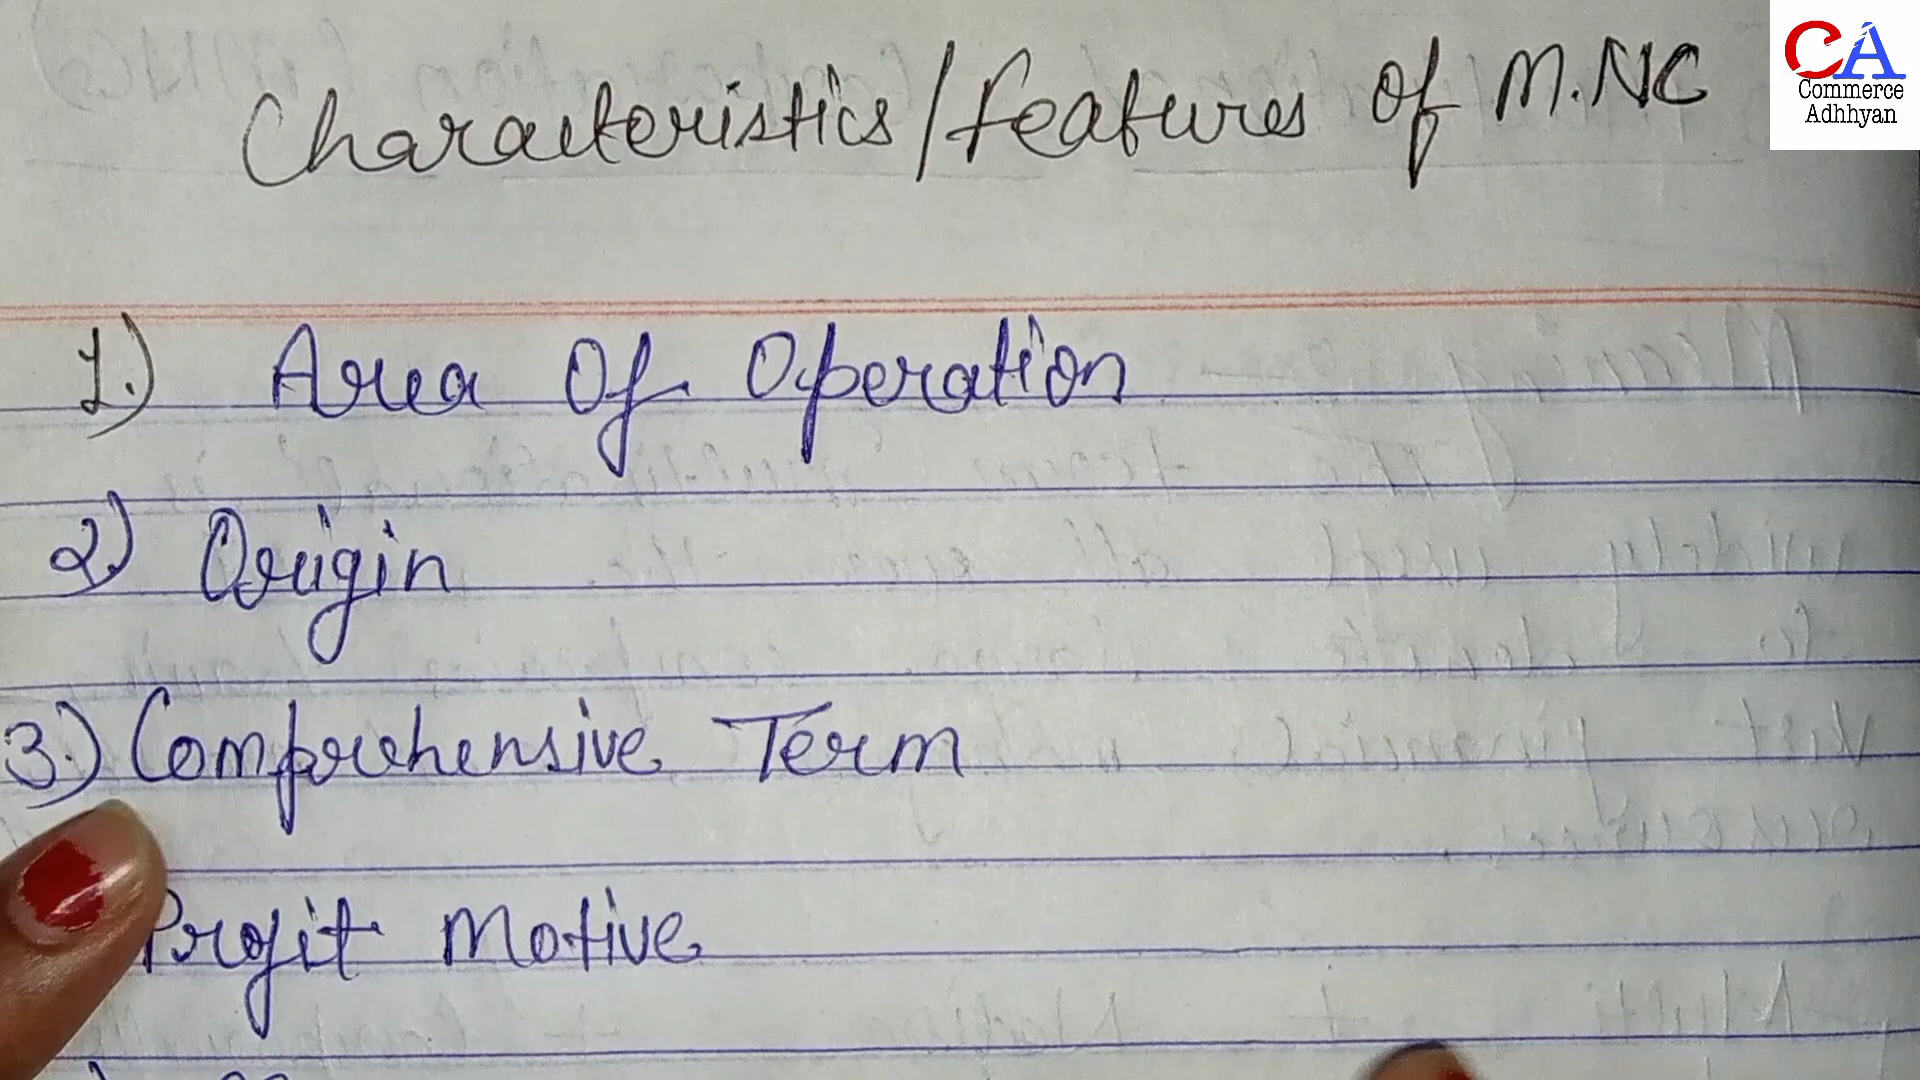 Characteristics/Features of M.NC
CA
Commerce
Adhhyan
1.) Area Of Operation
2.) Origin
3.) Comprehensive Term
Profit Motive